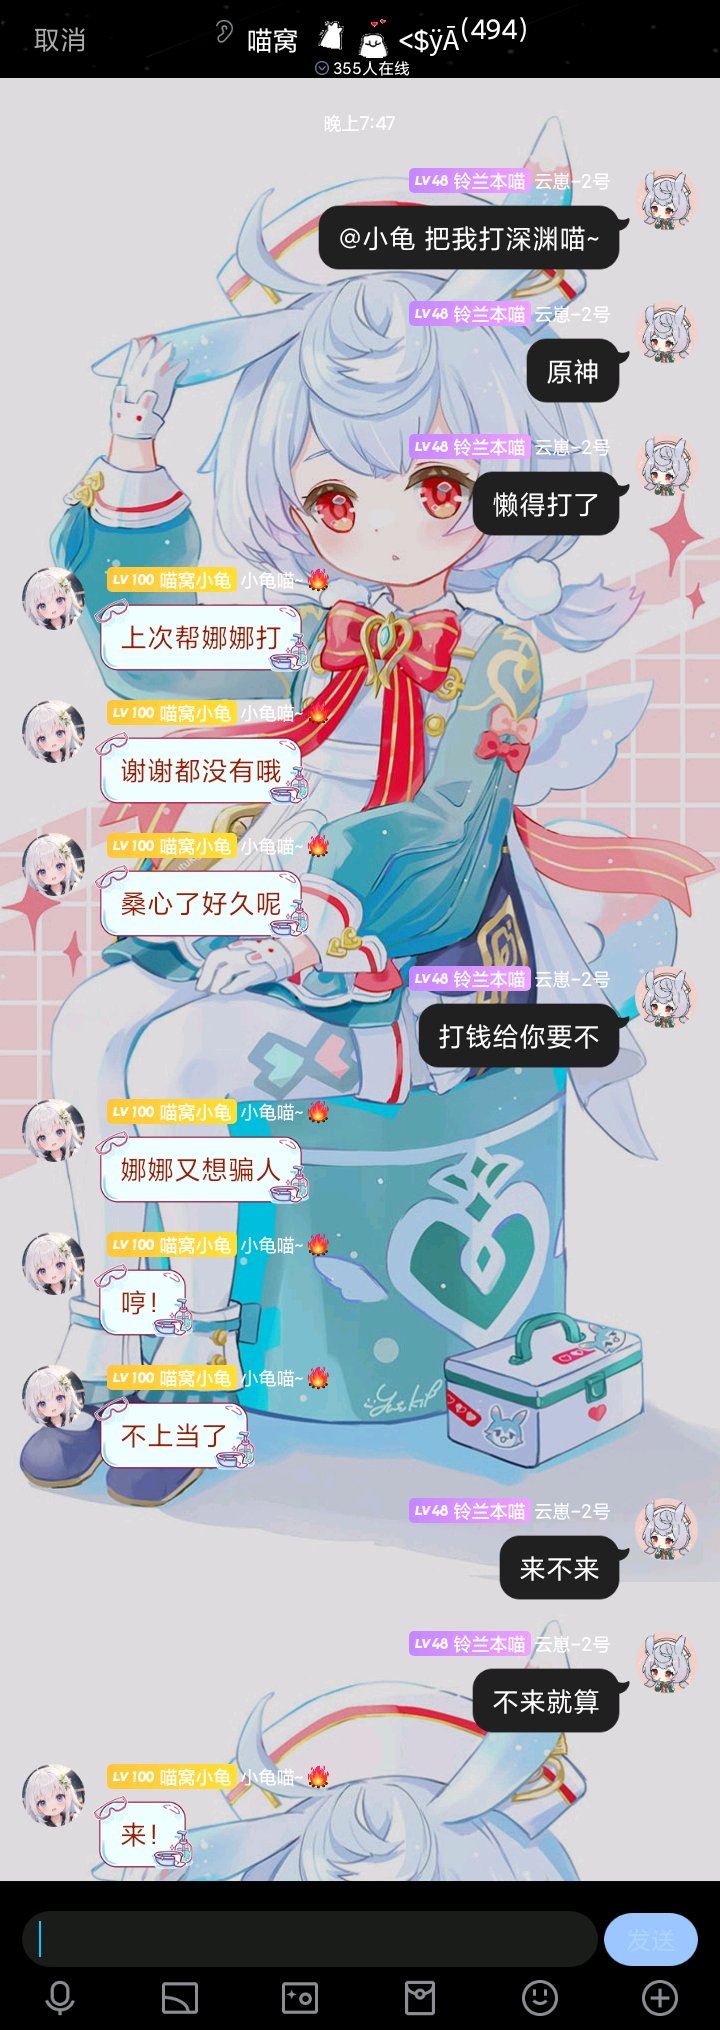 取消
喵窝 <$ÿĀ(494)
355人在线
晚上7:47
LV48 铃兰本喵 云崽-2号
@小龟 把我打深渊喵~
LV48 铃兰本喵 云崽-2号
原神
LV48 铃兰本喵 云崽-2号
懒得打了
LV100 喵窝小龟 小龟喵~🔥
上次帮娜娜打
LV100 喵窝小龟 小龟喵~🔥
谢谢都没有哦
LV100 喵窝小龟 小龟喵~🔥
桑心了好久呢
LV48 铃兰本喵 云崽-2号
打钱给你要不
LV100 喵窝小龟 小龟喵~🔥
娜娜又想骗人
LV100 喵窝小龟 小龟喵~🔥
哼!
LV100 喵窝小龟 小龟喵~🔥
不上当了
LV48 铃兰本喵 云崽-2号
来不来
LV48 铃兰本喵 云崽-2号
不来就算
LV100 喵窝小龟 小龟喵~🔥
来!
发送